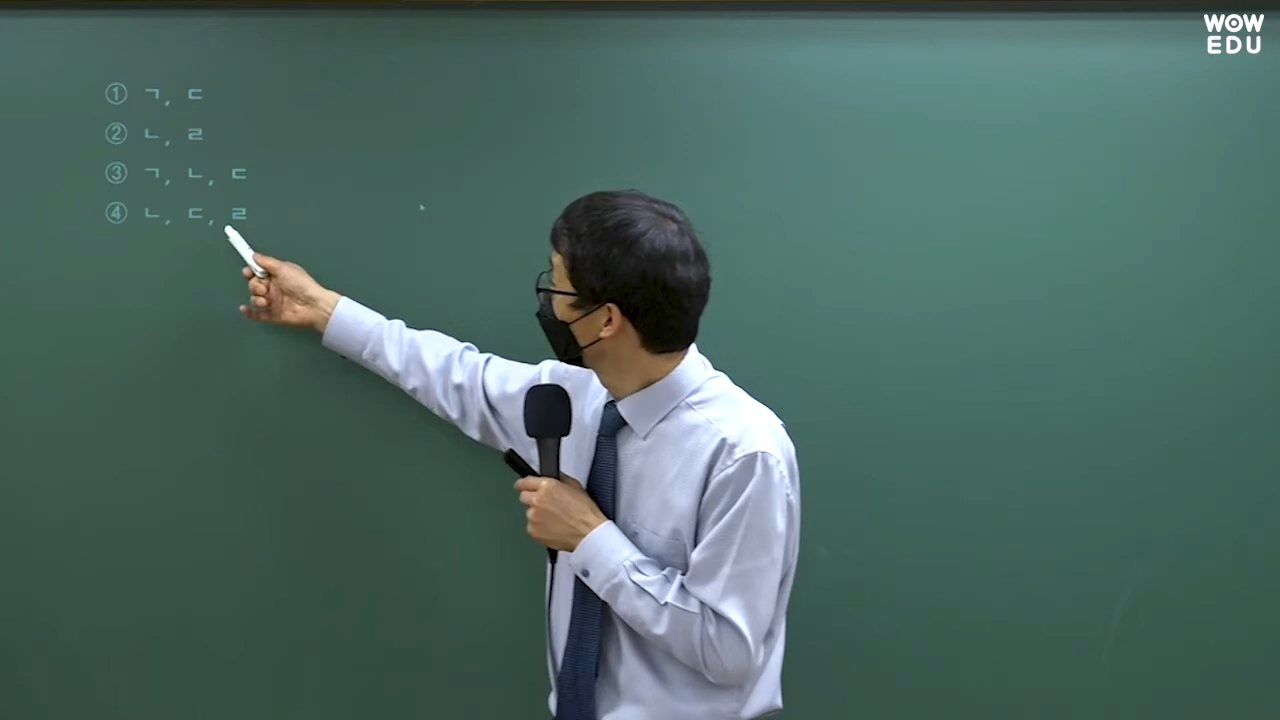 ① ㄱ, ㄷ
② ㄴ, ㄹ
③ ㄱ, ㄴ, ㄷ
④ ㄴ, ㄷ, ㄹ
WOW
EDU